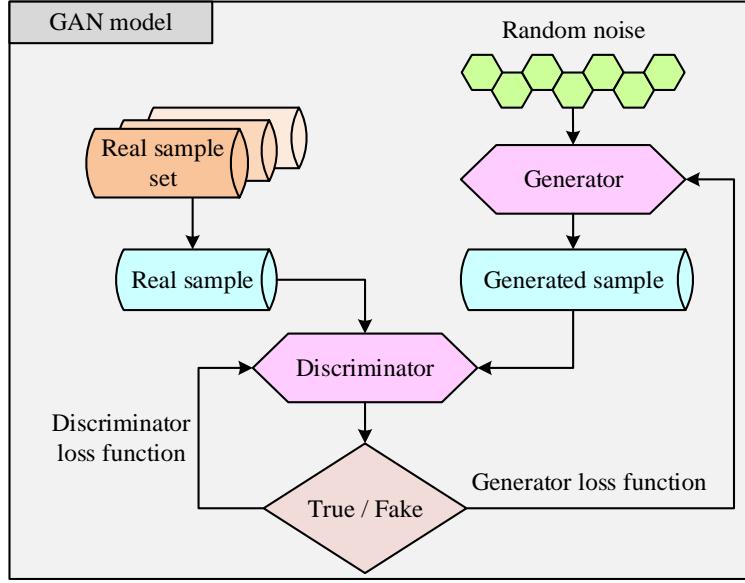 GAN model
Random noise
Real sample
set
Generator
Real sample
Generated sample
Discriminator
Discriminator
loss function
True / Fake
Generator loss function